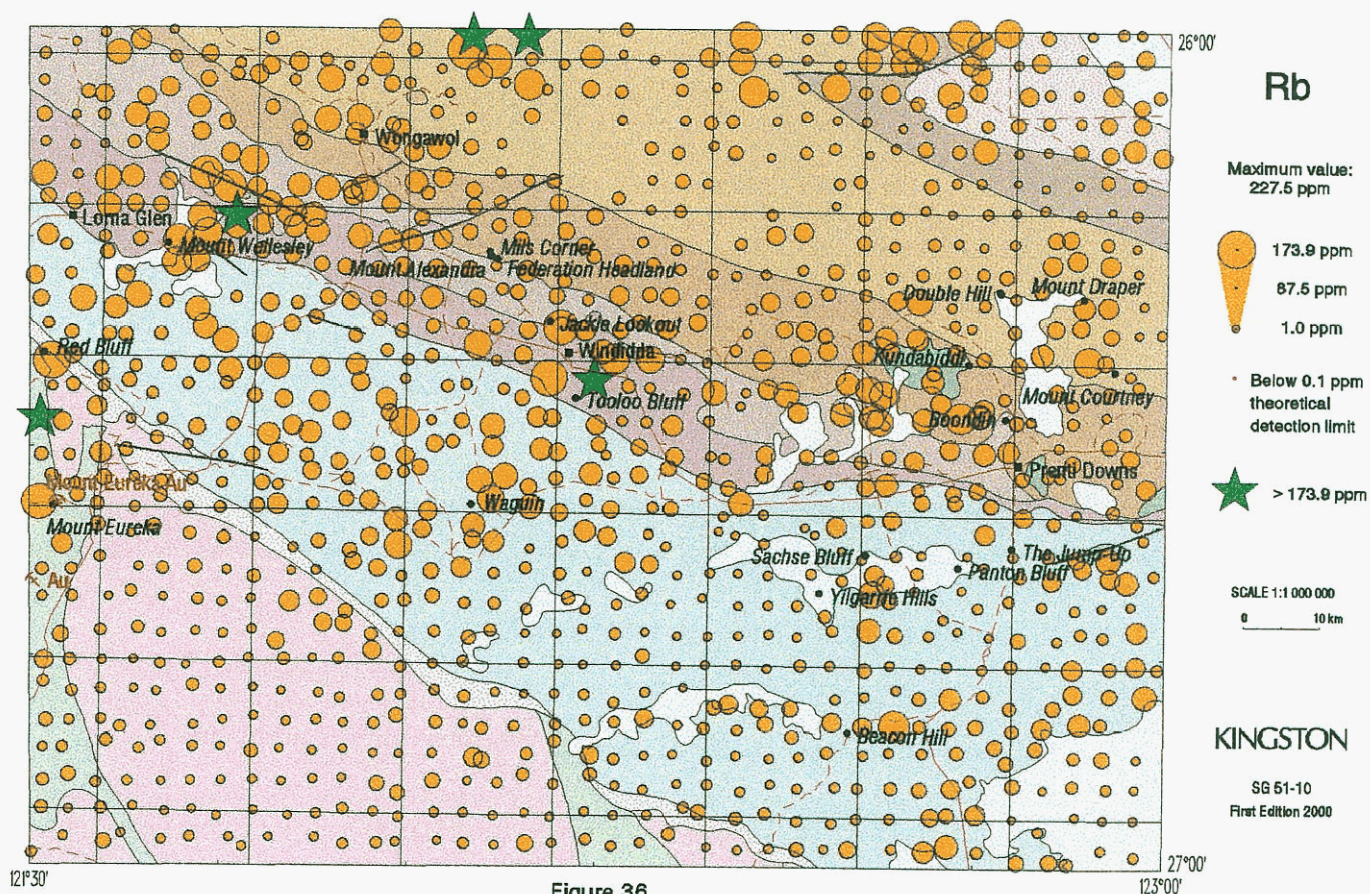 26°00'
Rb
Maximum value:
227.5 ppm
173.9 ppm
87.5 ppm
1.0 ppm
Below 0.1 ppm
theoretical
detection limit
> 173.9 ppm
SCALE 1:1 000 000
0 10 km
KINGSTON
SG 51-10
First Edition 2000
Wongawol
Lorna Glen
Mount Wellesley
Mils Corner
Mount Alexandra
Federation Headland
Double Hill
Mount Draper
Jackie Lookout
Red Bluff
Windidda
Kundabiddi
Tooloo Bluff
Mount Courtney
Boondin
Prenti Downs
Mount Eureka Au
Waguin
Mount Eureka
The Jump-Up
Sachse Bluff
Panton Bluff
Au
Yilgarnie Hills
Beacon Hill
27°00'
121°30'
123°00'
Figure 36